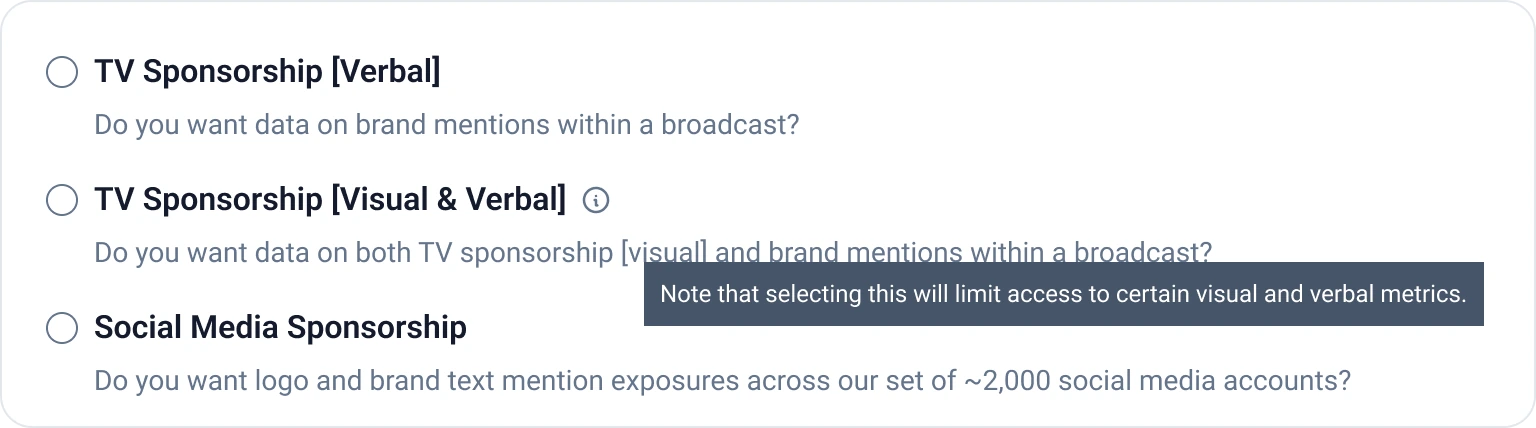 TV Sponsorship [Verbal]
Do you want data on brand mentions within a broadcast?
TV Sponsorship [Visual & Verbal]
Do you want data on both TV sponsorship [visual] and brand mentions within a broadcast?
Note that selecting this will limit access to certain visual and verbal metrics.
Social Media Sponsorship
Do you want logo and brand text mention exposures across our set of ~2,000 social media accounts?